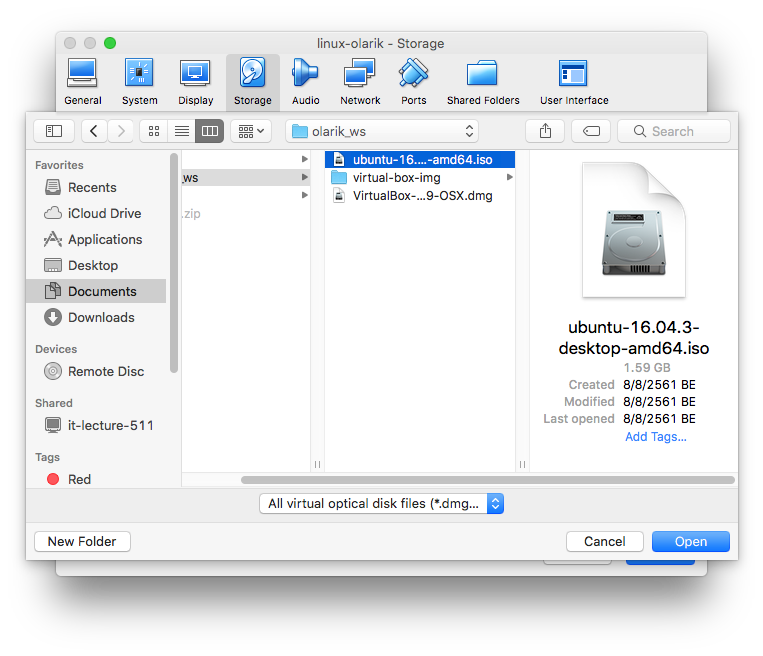 linux-olarik - Storage
General System Display Storage Audio Network Ports Shared Folders User Interface
olarik_ws
Search
Favorites
Recents
iCloud Drive
Applications
Desktop
Documents
Downloads
Devices
Remote Disc
Shared
it-lecture-511
Tags
Red
_ws
.zip
ubuntu-16....-amd64.iso
virtual-box-img
VirtualBox-...9-OSX.dmg
ubuntu-16.04.3-
desktop-amd64.iso
1.59 GB
Created 8/8/2561 BE
Modified 8/8/2561 BE
Last opened 8/8/2561 BE
Add Tags...
All virtual optical disk files (*.dmg...
New Folder
Cancel
Open